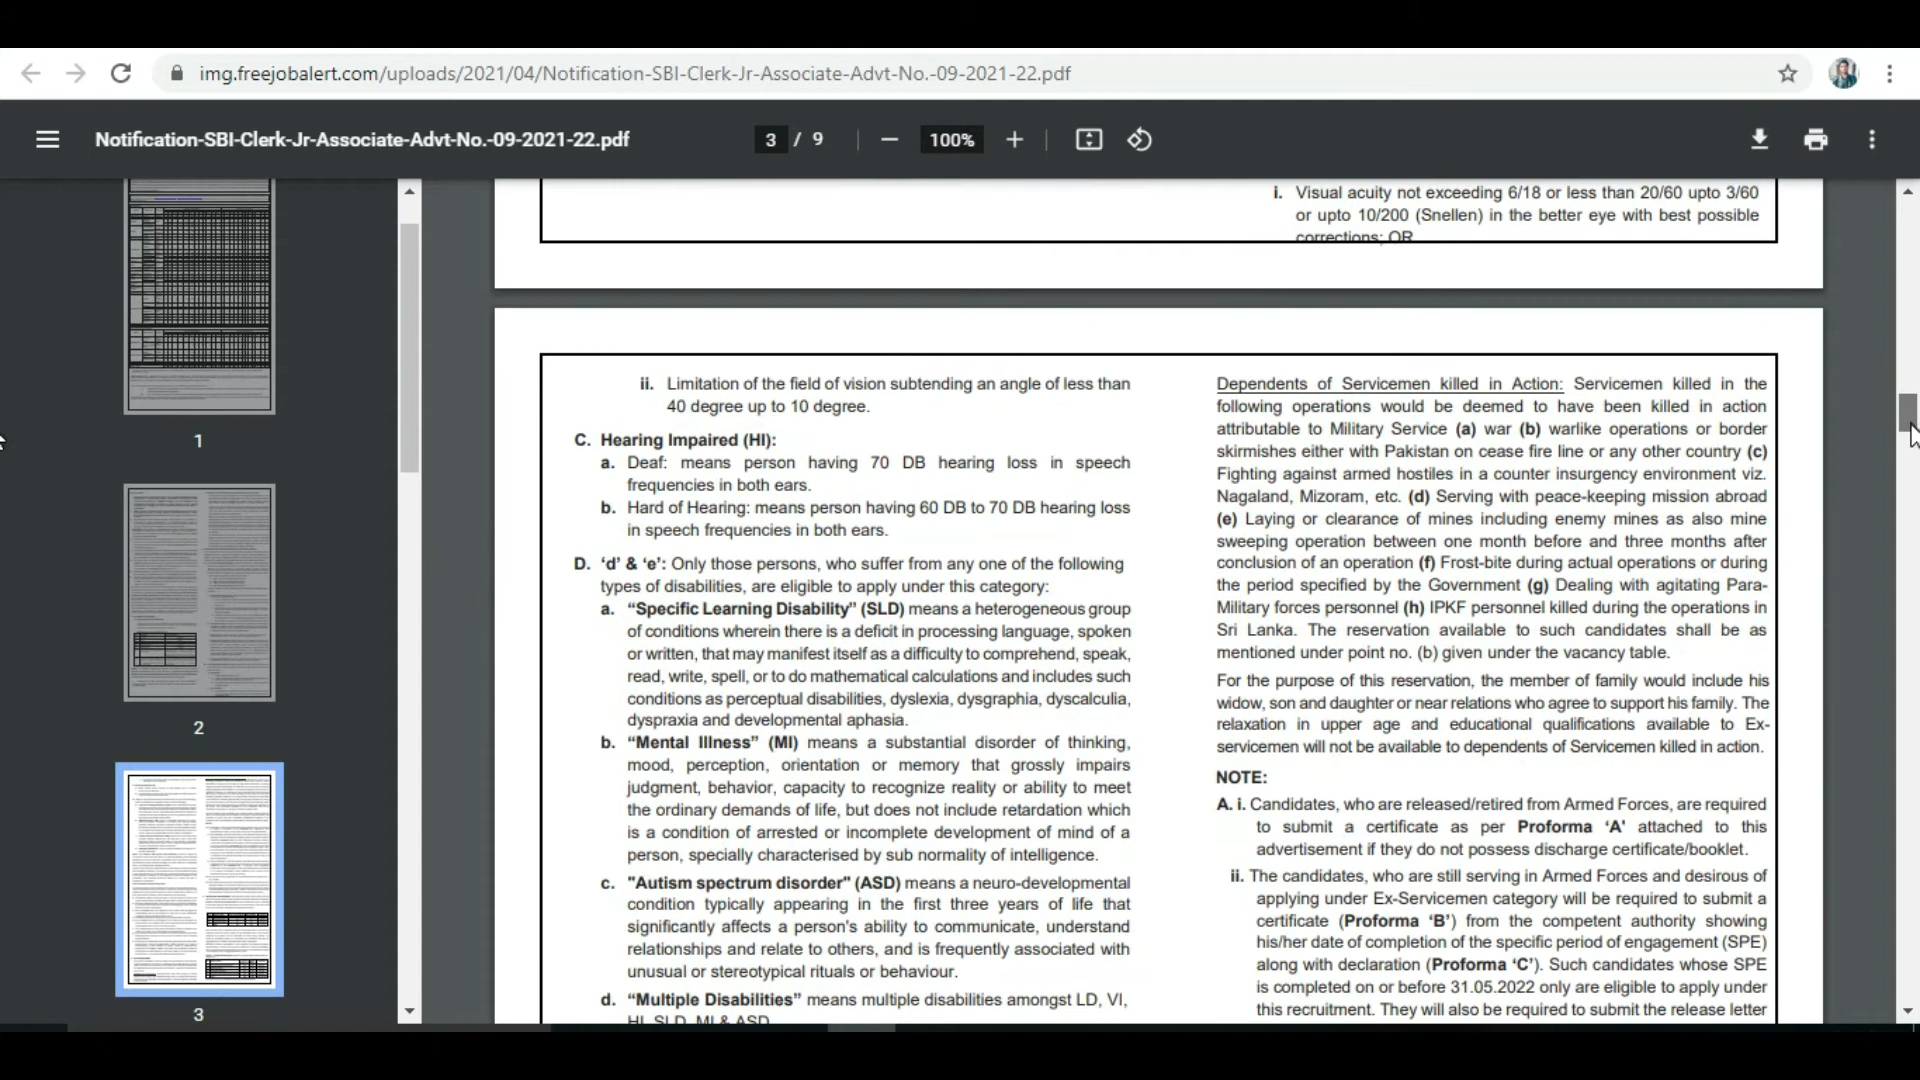 img.freejobalert.com/uploads/2021/04/Notification-SBI-Clerk-Jr-Associate-Advt-No.-09-2021-22.pdf
Notification-SBI-Clerk-Jr-Associate-Advt-No.-09-2021-22.pdf
3 / 9
100%
1
2
3
i. Visual acuity not exceeding 6/18 or less than 20/60 upto 3/60
or upto 10/200 (Snellen) in the better eye with best possible
corrections; OR
ii. Limitation of the field of vision subtending an angle of less than
40 degree up to 10 degree.
C. Hearing Impaired (HI):
a. Deaf: means person having 70 DB hearing loss in speech
frequencies in both ears.
b. Hard of Hearing: means person having 60 DB to 70 DB hearing loss
in speech frequencies in both ears.
D. ‘d’ & ‘e’: Only those persons, who suffer from any one of the following
types of disabilities, are eligible to apply under this category:
a. “Specific Learning Disability” (SLD) means a heterogeneous group
of conditions wherein there is a deficit in processing language, spoken
or written, that may manifest itself as a difficulty to comprehend, speak,
read, write, spell, or to do mathematical calculations and includes such
conditions as perceptual disabilities, dyslexia, dysgraphia, dyscalculia,
dyspraxia and developmental aphasia.
b. “Mental Illness” (MI) means a substantial disorder of thinking,
mood, perception, orientation or memory that grossly impairs
judgment, behavior, capacity to recognize reality or ability to meet
the ordinary demands of life, but does not include retardation which
is a condition of arrested or incomplete development of mind of a
person, specially characterised by sub normality of intelligence.
c. "Autism spectrum disorder" (ASD) means a neuro-developmental
condition typically appearing in the first three years of life that
significantly affects a person's ability to communicate, understand
relationships and relate to others, and is frequently associated with
unusual or stereotypical rituals or behaviour.
d. “Multiple Disabilities” means multiple disabilities amongst LD, VI,
HI, SLD, MI & ASD
Dependents of Servicemen killed in Action: Servicemen killed in the
following operations would be deemed to have been killed in action
attributable to Military Service (a) war (b) warlike operations or border
skirmishes either with Pakistan on cease fire line or any other country (c)
Fighting against armed hostiles in a counter insurgency environment viz.
Nagaland, Mizoram, etc. (d) Serving with peace-keeping mission abroad
(e) Laying or clearance of mines including enemy mines as also mine
sweeping operation between one month before and three months after
conclusion of an operation (f) Frost-bite during actual operations or during
the period specified by the Government (g) Dealing with agitating Para-
Military forces personnel (h) IPKF personnel killed during the operations in
Sri Lanka. The reservation available to such candidates shall be as
mentioned under point no. (b) given under the vacancy table.
For the purpose of this reservation, the member of family would include his
widow, son and daughter or near relations who agree to support his family. The
relaxation in upper age and educational qualifications available to Ex-
servicemen will not be available to dependents of Servicemen killed in action.
NOTE:
A. i. Candidates, who are released/retired from Armed Forces, are required
to submit a certificate as per Proforma ‘A’ attached to this
advertisement if they do not possess discharge certificate/booklet.
ii. The candidates, who are still serving in Armed Forces and desirous of
applying under Ex-Servicemen category will be required to submit a
certificate (Proforma ‘B’) from the competent authority showing
his/her date of completion of the specific period of engagement (SPE)
along with declaration (Proforma ‘C’). Such candidates whose SPE
is completed on or before 31.05.2022 only are eligible to apply under
this recruitment. They will also be required to submit the release letter